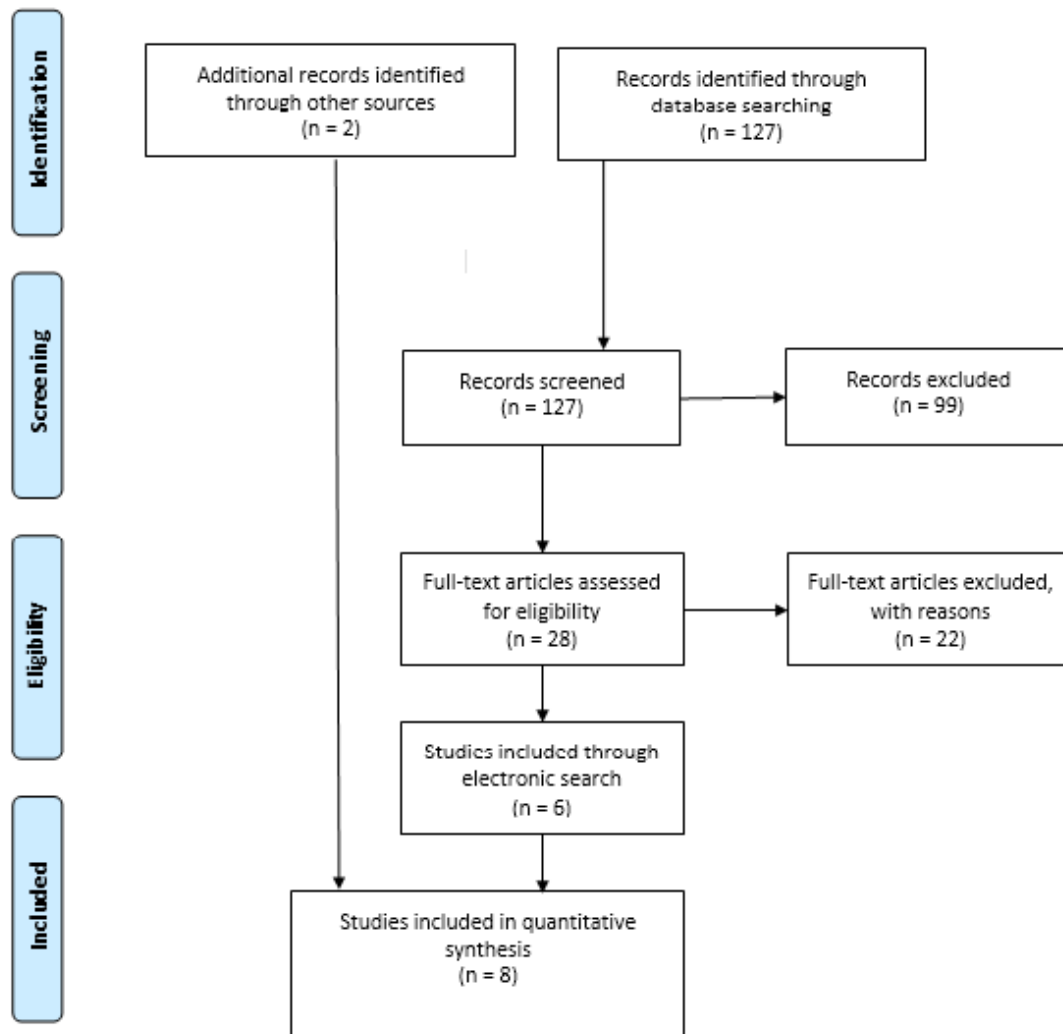 Identification
Additional records identified
through other sources
(n = 2)
Records identified through
database searching
(n = 127)
Screening
Records screened
(n = 127)
Records excluded
(n = 99)
Eligibility
Full-text articles assessed
for eligibility
(n = 28)
Full-text articles excluded,
with reasons
(n = 22)
Studies included through
electronic search
(n = 6)
Included
Studies included in quantitative
synthesis
(n = 8)